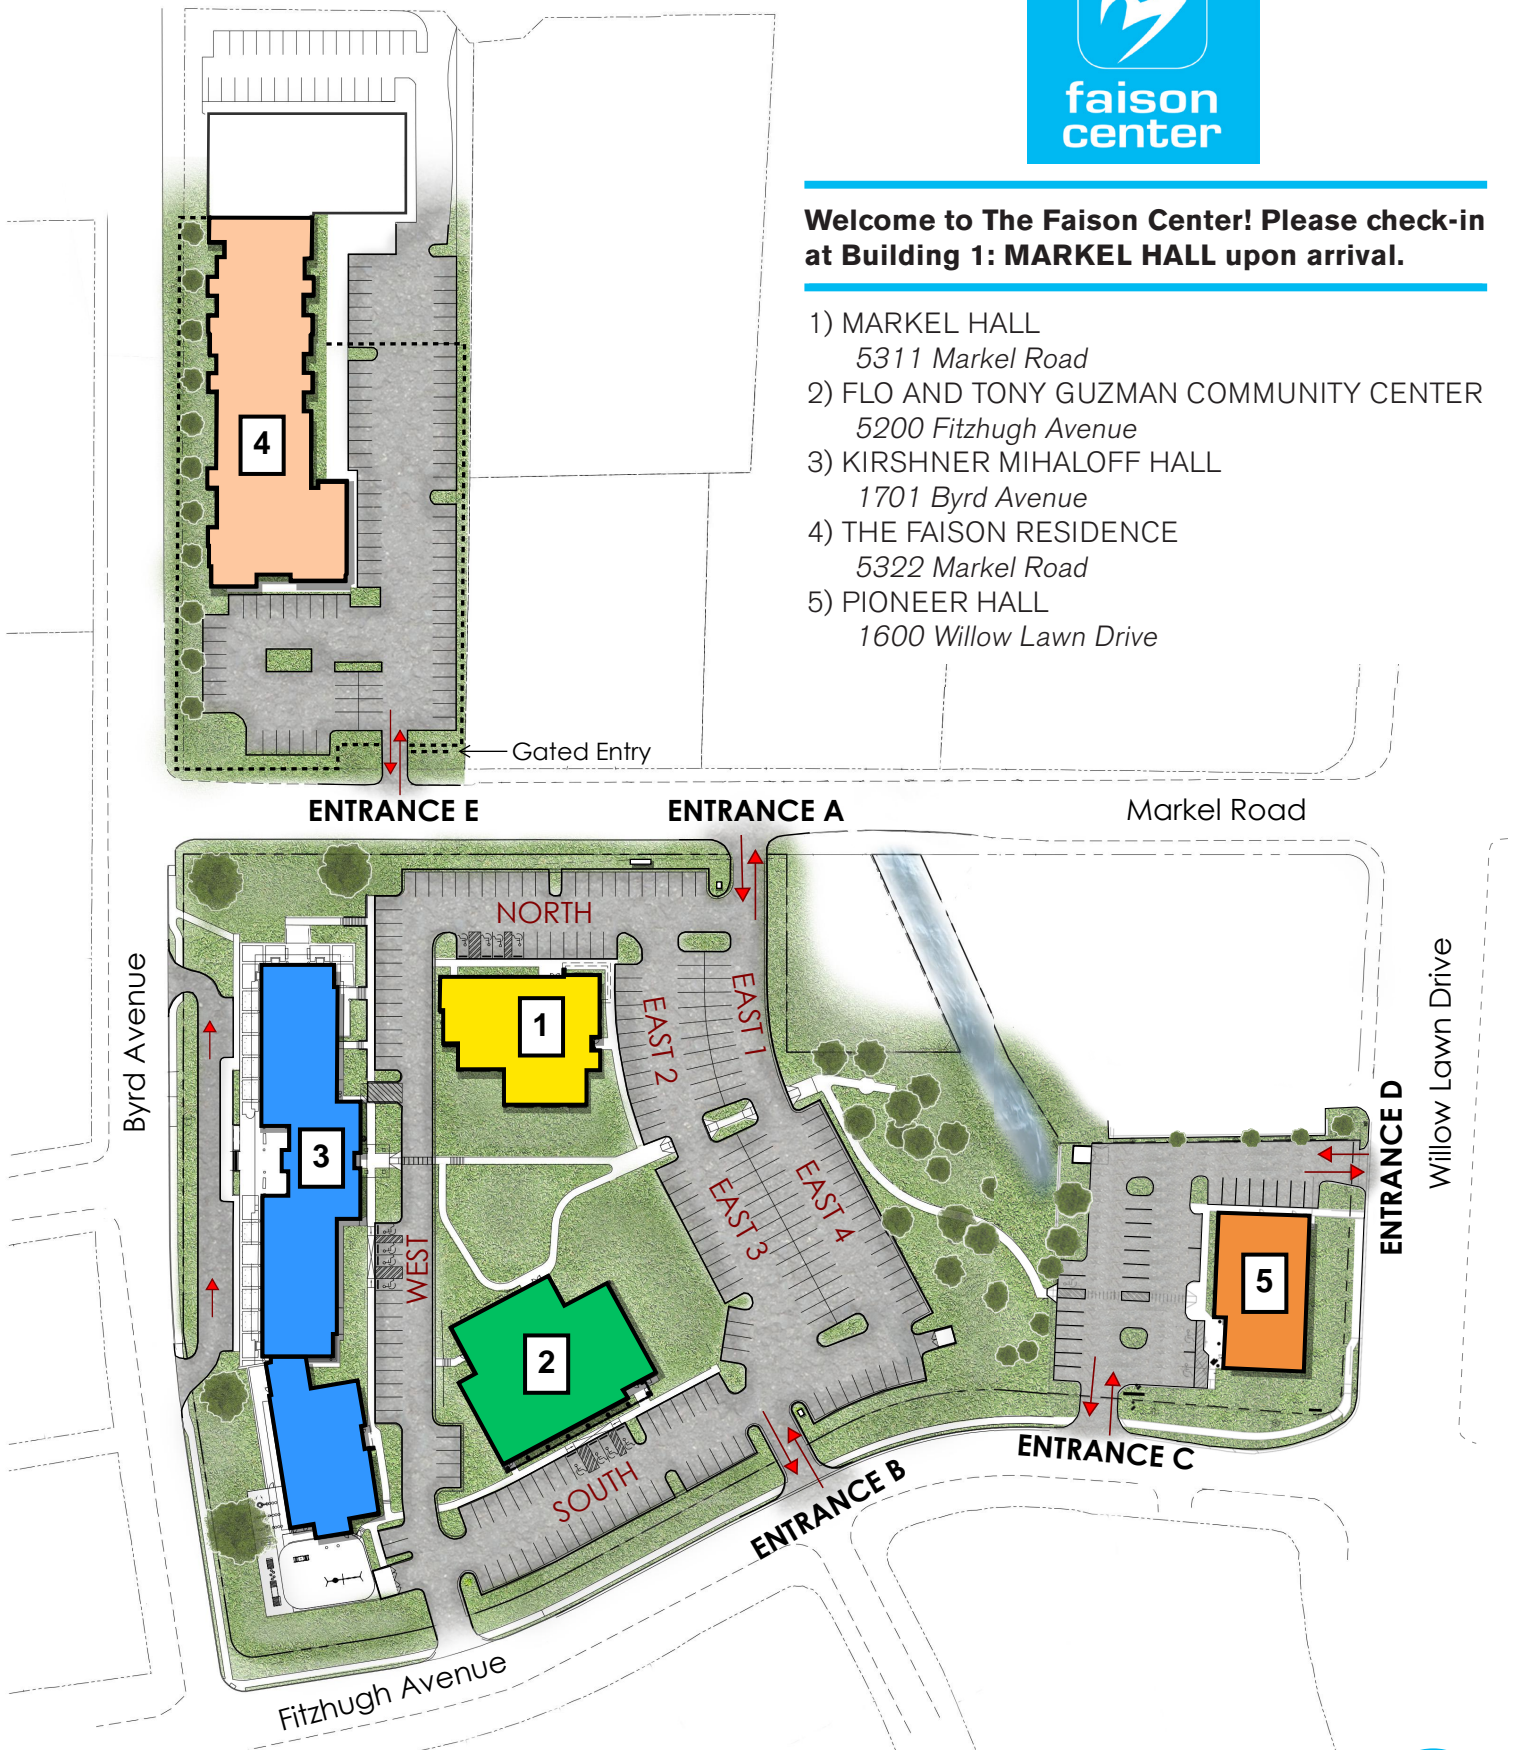 faison
center
Welcome to The Faison Center! Please check-in
at Building 1: MARKEL HALL upon arrival.
1) MARKEL HALL
5311 Markel Road
2) FLO AND TONY GUZMAN COMMUNITY CENTER
5200 Fitzhugh Avenue
3) KIRSHNER MIHALOFF HALL
1701 Byrd Avenue
4) THE FAISON RESIDENCE
5322 Markel Road
5) PIONEER HALL
1600 Willow Lawn Drive
4
Gated Entry
ENTRANCE E
ENTRANCE A
Markel Road
NORTH
Byrd Avenue
1
EAST 1
EAST 2
Willow Lawn Drive
ENTRANCE D
3
EAST 3
EAST 4
WEST
5
2
SOUTH
ENTRANCE B
ENTRANCE C
Fitzhugh Avenue